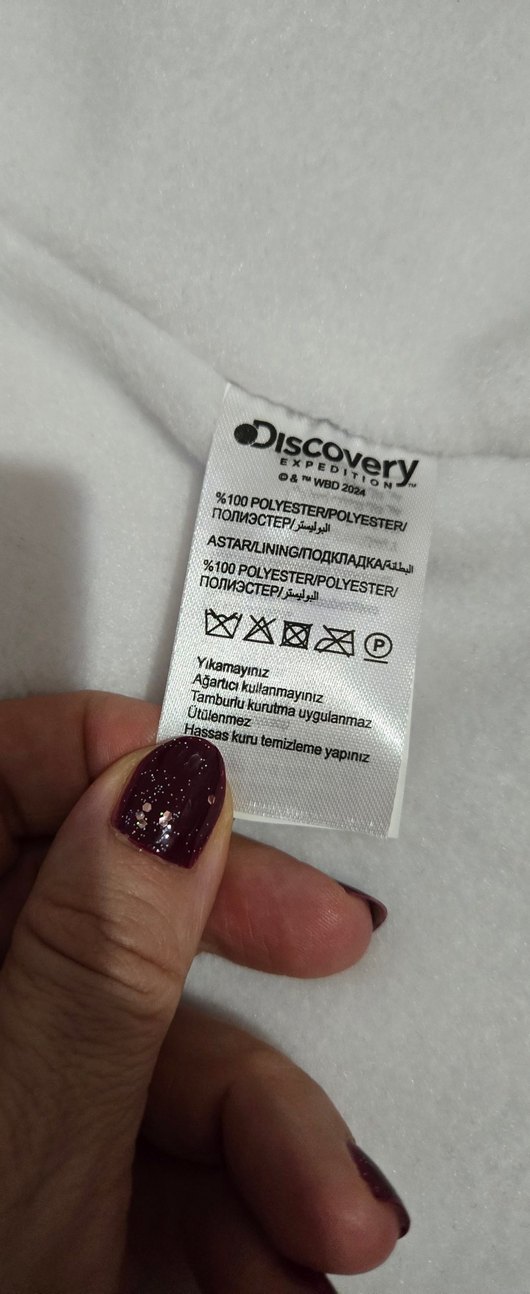 Discovery
EXPEDITION™
©& ™ WBD 2024
%100 POLYESTER/POLYESTER/
ПОЛИЭСТЕР/البوليستر
ASTAR/LINING/ПОДКЛАДКА/البطانة
%100 POLYESTER/POLYESTER/
ПОЛИЭСТЕР/البوليستر
P
Yıkamayınız
Ağartıcı kullanmayınız
Tamburlu kurutma uygulanmaz
Ütülenmez
Hassas kuru temizleme yapınız